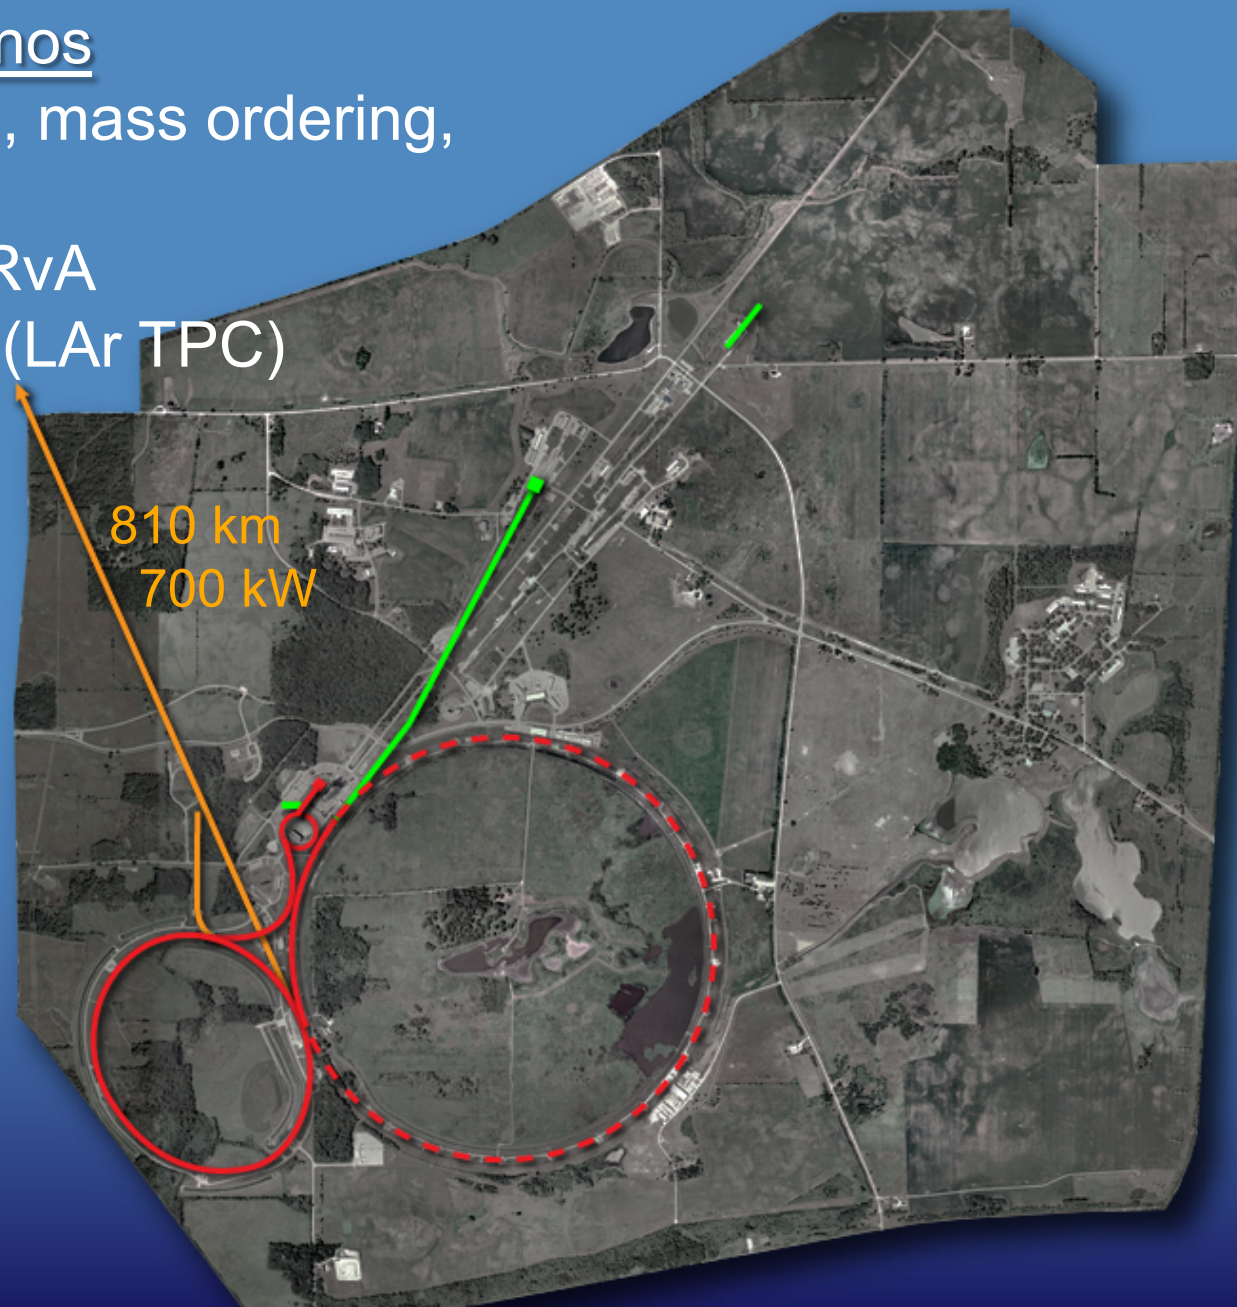 nos
, mass ordering,
RvA
(LAr TPC)
810 km
700 kW